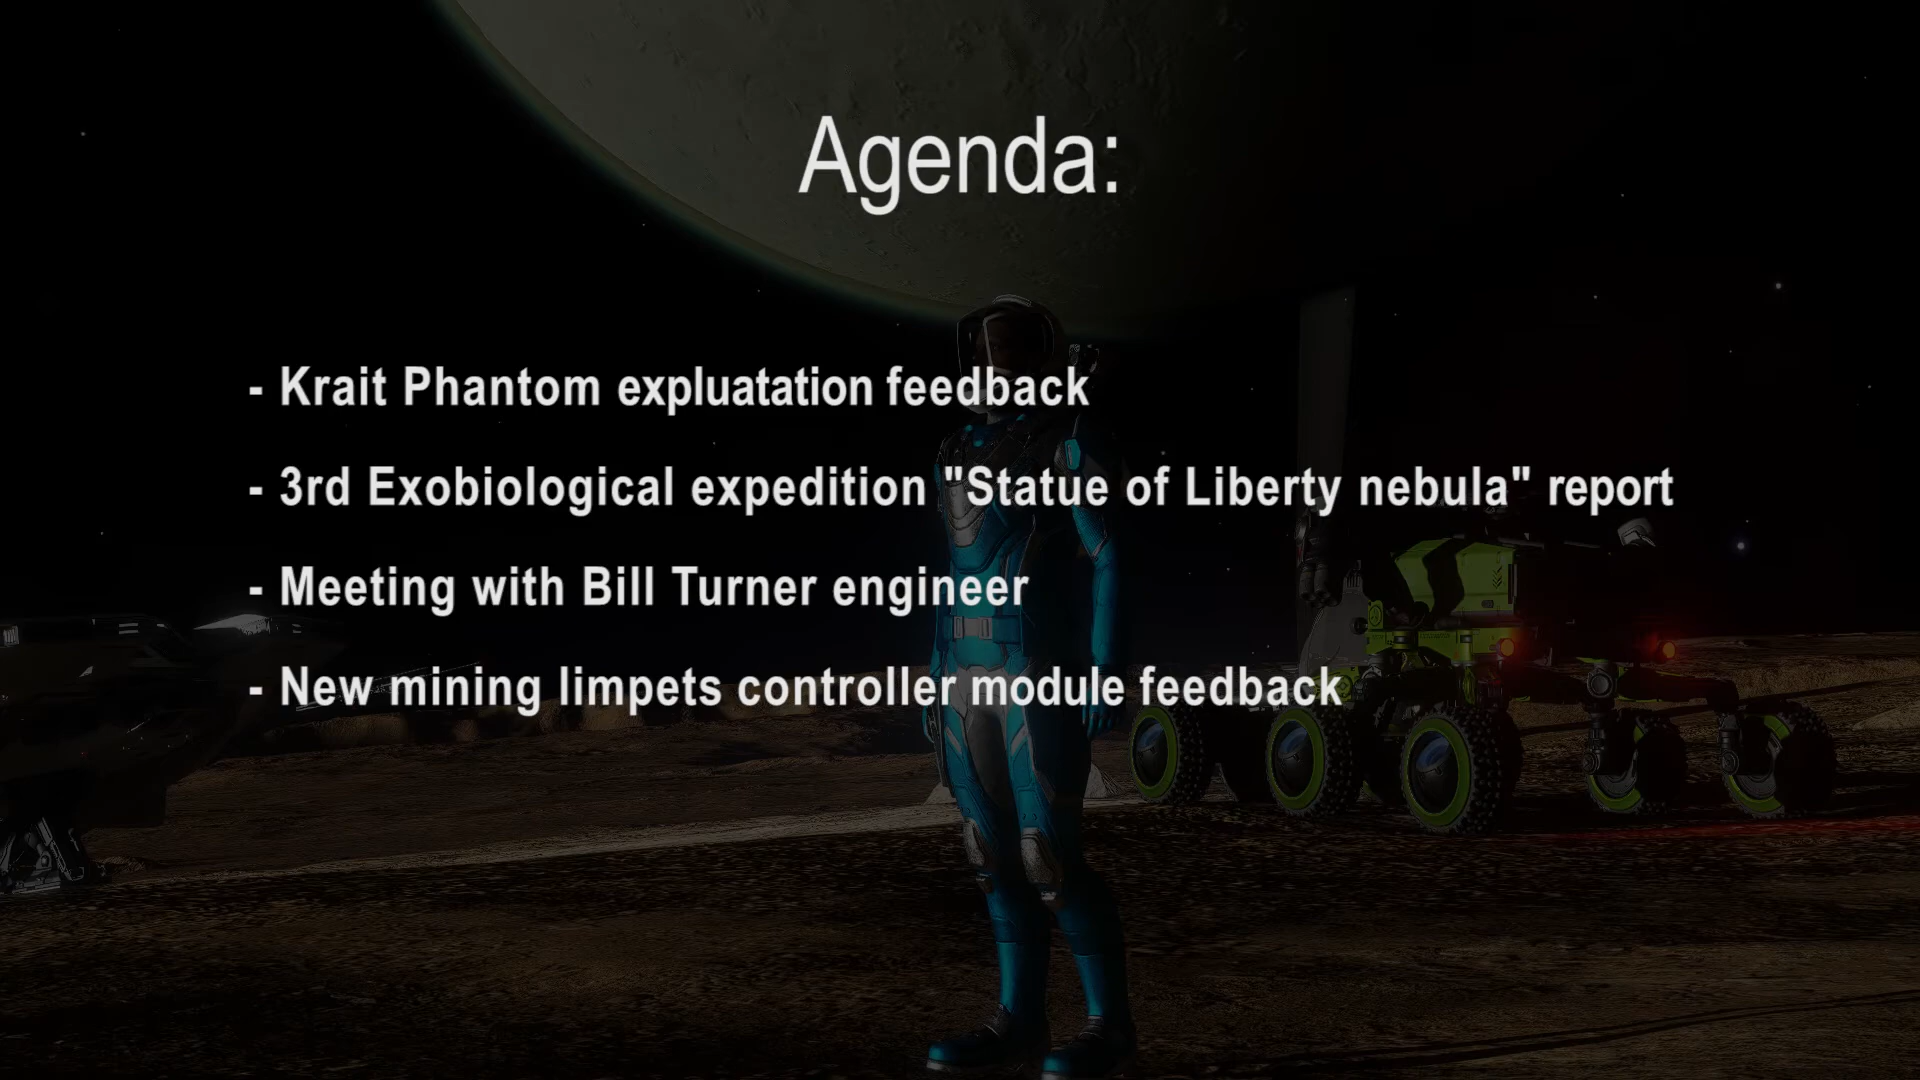 Agenda:
- Krait Phantom expluatation feedback
- 3rd Exobiological expedition "Statue of Liberty nebula" report
- Meeting with Bill Turner engineer
- New mining limpets controller module feedback